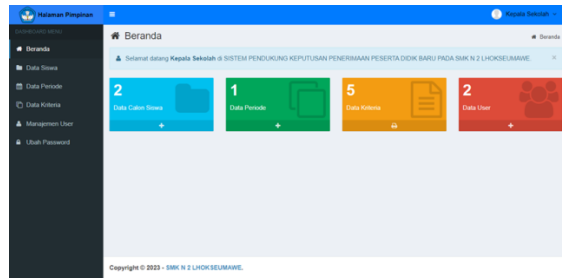 Halaman Pimpinan
Kepala Sekolah
DASHBOARD MENU
Beranda
Data Siswa
Data Periode
Data Kriteria
Manajemen User
Ubah Password
Beranda
Beranda
Selamat datang Kepala Sekolah di SISTEM PENDUKUNG KEPUTUSAN PENERIMAAN PESERTA DIDIK BARU PADA SMK N 2 LHOKSEUMAWE. ×
2
Data Calon Siswa
1
Data Periode
5
Data Kriteria
2
Data User
Copyright © 2023 - SMK N 2 LHOKSEUMAWE.